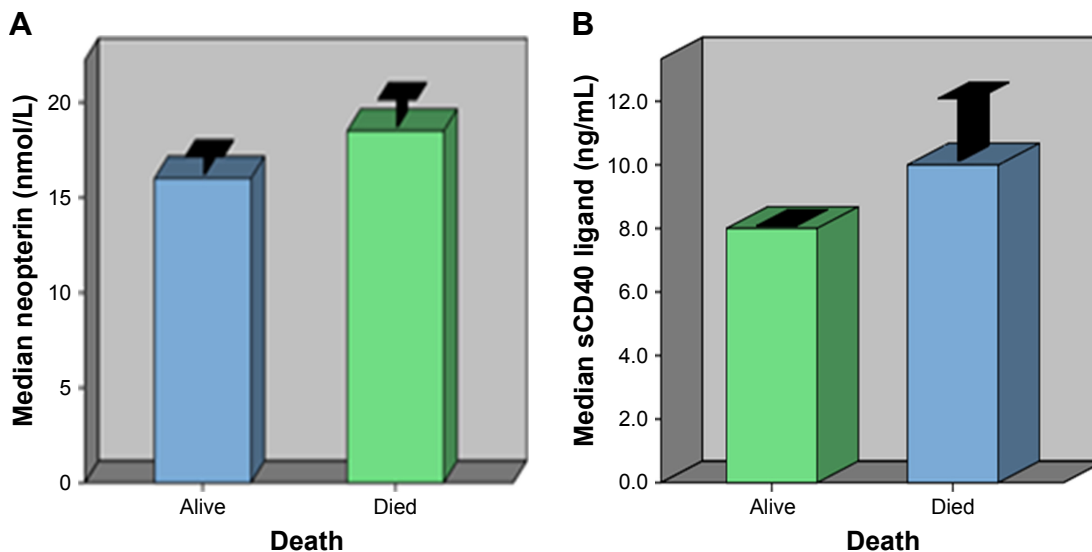 A
Median neopterin (nmol/L)
20
15
10
5
0
Alive
Died
Death
B
Median sCD40 ligand (ng/mL)
12.0
10.0
8.0
6.0
4.0
2.0
0.0
Alive
Died
Death